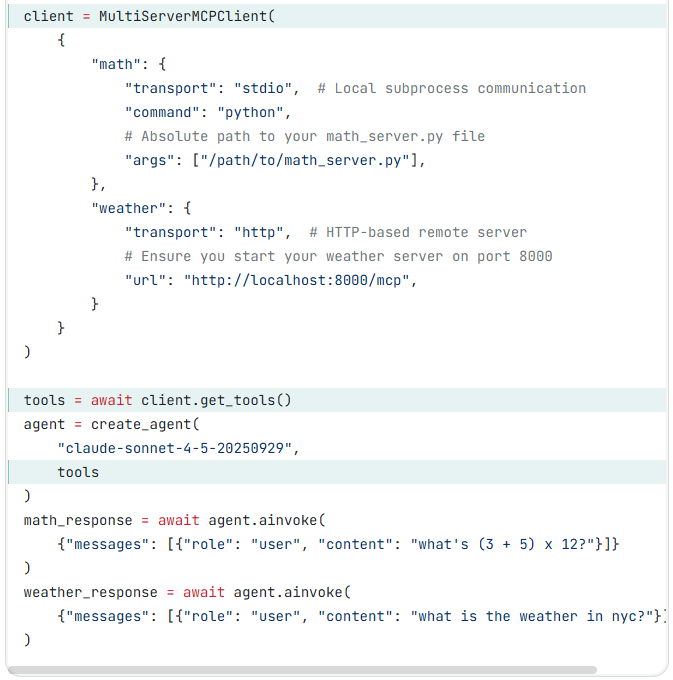 client = MultiServerMCPClient(
    {
        "math": {
            "transport": "stdio",  # Local subprocess communication
            "command": "python",
            # Absolute path to your math_server.py file
            "args": ["/path/to/math_server.py"],
        },
        "weather": {
            "transport": "http",  # HTTP-based remote server
            # Ensure you start your weather server on port 8000
            "url": "http://localhost:8000/mcp",
        }
    }
)

tools = await client.get_tools()
agent = create_agent(
    "claude-sonnet-4-5-20250929",
    tools
)
math_response = await agent.ainvoke(
    {"messages": [{"role": "user", "content": "what's (3 + 5) x 12?"}]}
)
weather_response = await agent.ainvoke(
    {"messages": [{"role": "user", "content": "what is the weather in nyc?"}]
)